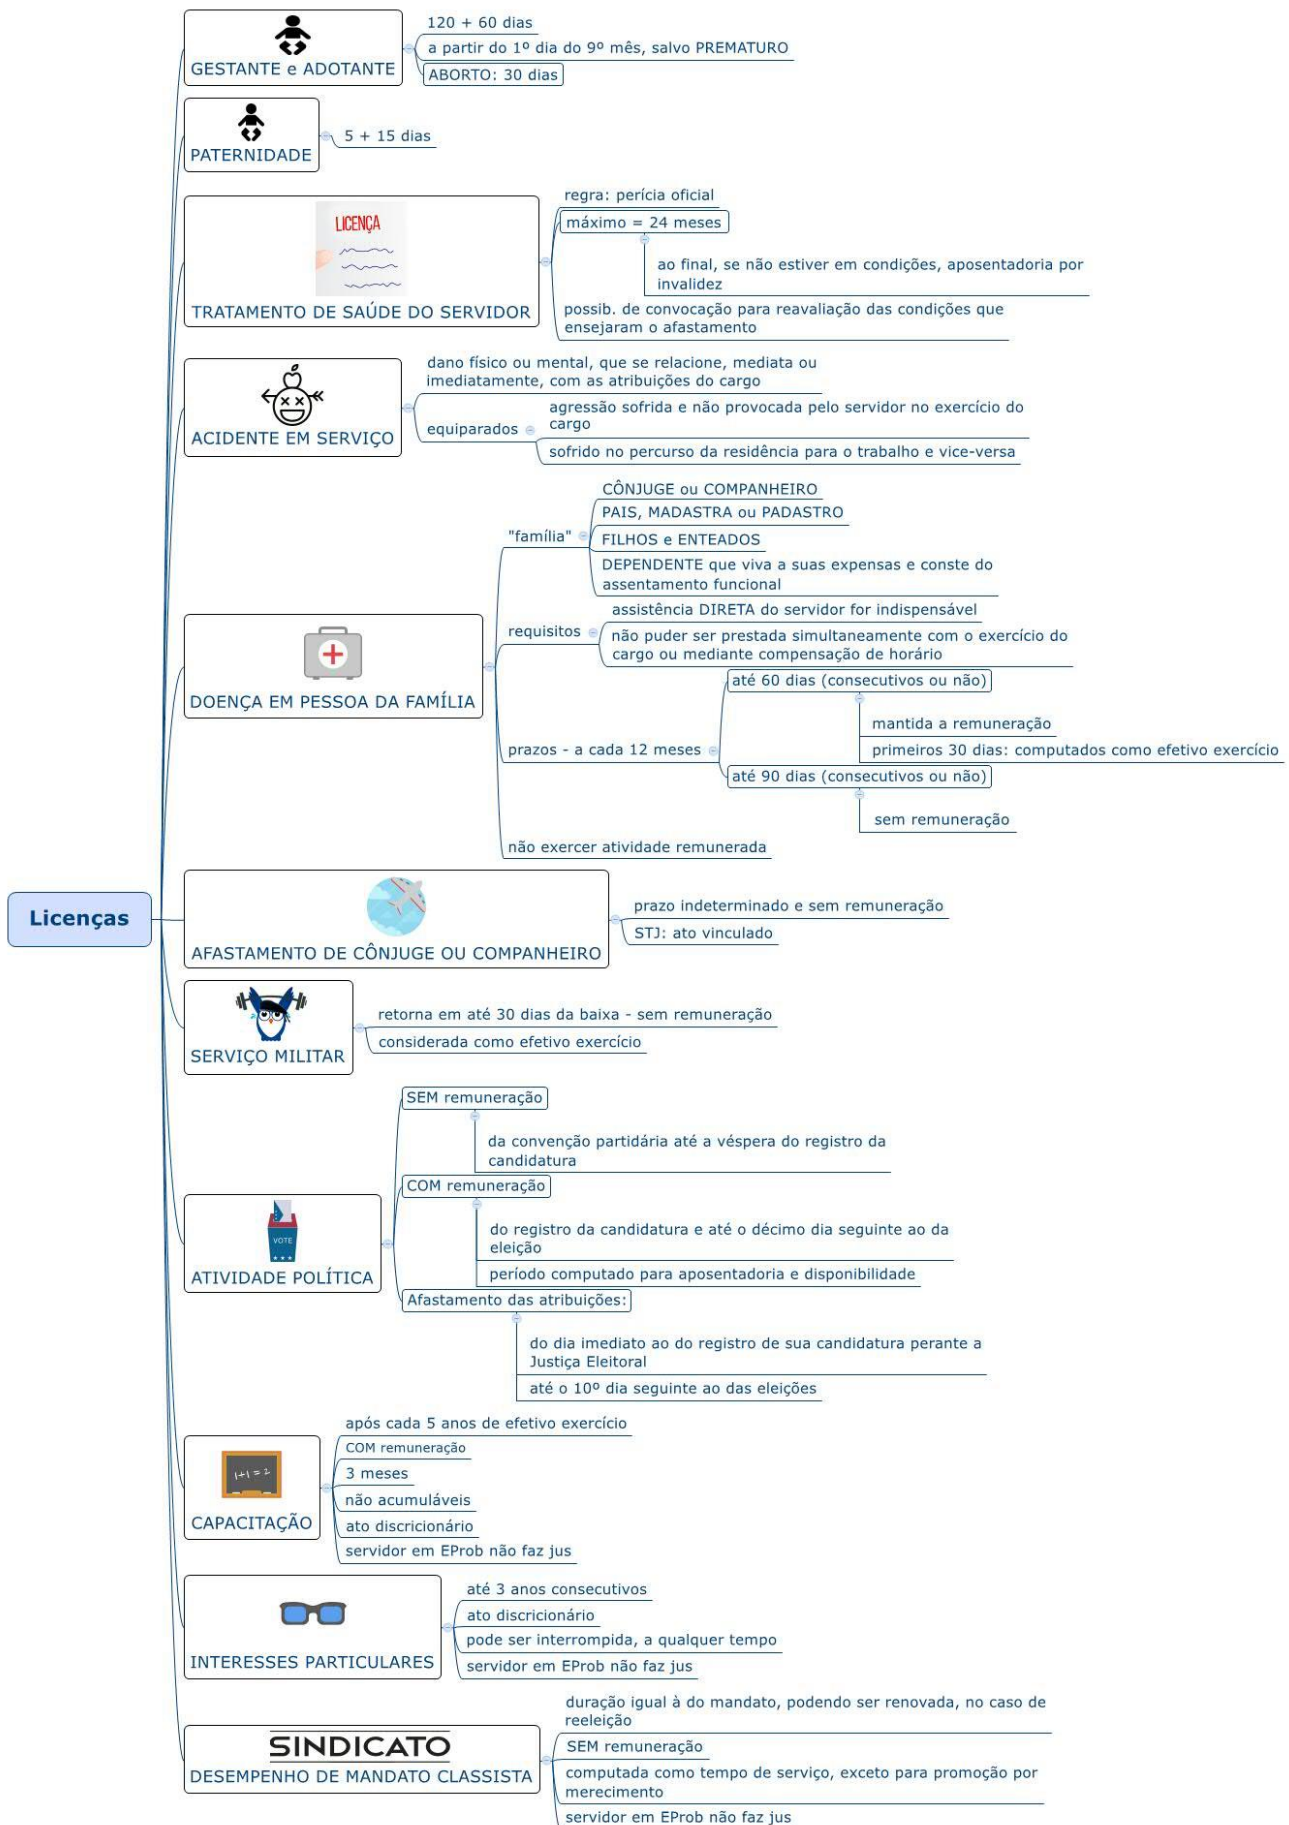 Licenças
GESTANTE e ADOTANTE
120 + 60 dias
a partir do 1º dia do 9º mês, salvo PREMATURO
ABORTO: 30 dias
PATERNIDADE
5 + 15 dias
LICENÇA
TRATAMENTO DE SAÚDE DO SERVIDOR
regra: perícia oficial
máximo = 24 meses
ao final, se não estiver em condições, aposentadoria por
invalidez
possib. de convocação para reavaliação das condições que
ensejaram o afastamento
ACIDENTE EM SERVIÇO
dano físico ou mental, que se relacione, mediata ou
imediatamente, com as atribuições do cargo
equiparados
agressão sofrida e não provocada pelo servidor no exercício do
cargo
sofrido no percurso da residência para o trabalho e vice-versa
DOENÇA EM PESSOA DA FAMÍLIA
"família"
CÔNJUGE ou COMPANHEIRO
PAIS, MADASTRA ou PADASTRO
FILHOS e ENTEADOS
DEPENDENTE que viva a suas expensas e conste do
assentamento funcional
requisitos
assistência DIRETA do servidor for indispensável
não puder ser prestada simultaneamente com o exercício do
cargo ou mediante compensação de horário
prazos - a cada 12 meses
até 60 dias (consecutivos ou não)
mantida a remuneração
primeiros 30 dias: computados como efetivo exercício
até 90 dias (consecutivos ou não)
sem remuneração
não exercer atividade remunerada
AFASTAMENTO DE CÔNJUGE OU COMPANHEIRO
prazo indeterminado e sem remuneração
STJ: ato vinculado
SERVIÇO MILITAR
retorna em até 30 dias da baixa - sem remuneração
considerada como efetivo exercício
VOTE
ATIVIDADE POLÍTICA
SEM remuneração
da convenção partidária até a véspera do registro da
candidatura
COM remuneração
do registro da candidatura e até o décimo dia seguinte ao da
eleição
período computado para aposentadoria e disponibilidade
Afastamento das atribuições:
do dia imediato ao do registro de sua candidatura perante a
Justiça Eleitoral
até o 10º dia seguinte ao das eleições
1+1 = 2
CAPACITAÇÃO
após cada 5 anos de efetivo exercício
COM remuneração
3 meses
não acumuláveis
ato discricionário
servidor em EProb não faz jus
INTERESSES PARTICULARES
até 3 anos consecutivos
ato discricionário
pode ser interrompida, a qualquer tempo
servidor em EProb não faz jus
SINDICATO
DESEMPENHO DE MANDATO CLASSISTA
duração igual à do mandato, podendo ser renovada, no caso de
reeleição
SEM remuneração
computada como tempo de serviço, exceto para promoção por
merecimento
servidor em EProb não faz jus